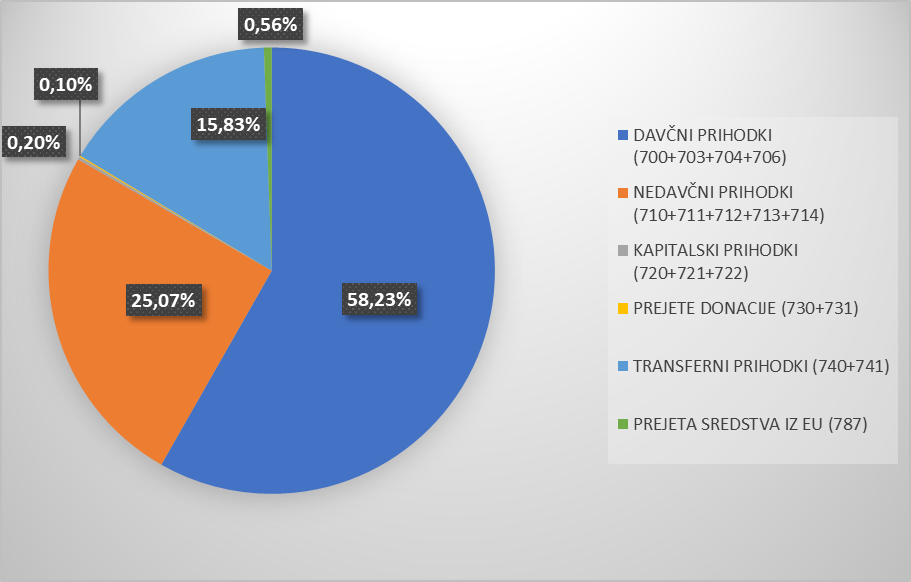 0,56%
0,10%
0,20%
15,83%
25,07%
58,23%
DAVČNI PRIHODKI
(700+703+704+706)
NEDAVČNI PRIHODKI
(710+711+712+713+714)
KAPITALSKI PRIHODKI
(720+721+722)
PREJETE DONACIJE (730+731)
TRANSFERNI PRIHODKI (740+741)
PREJETA SREDSTVA IZ EU (787)